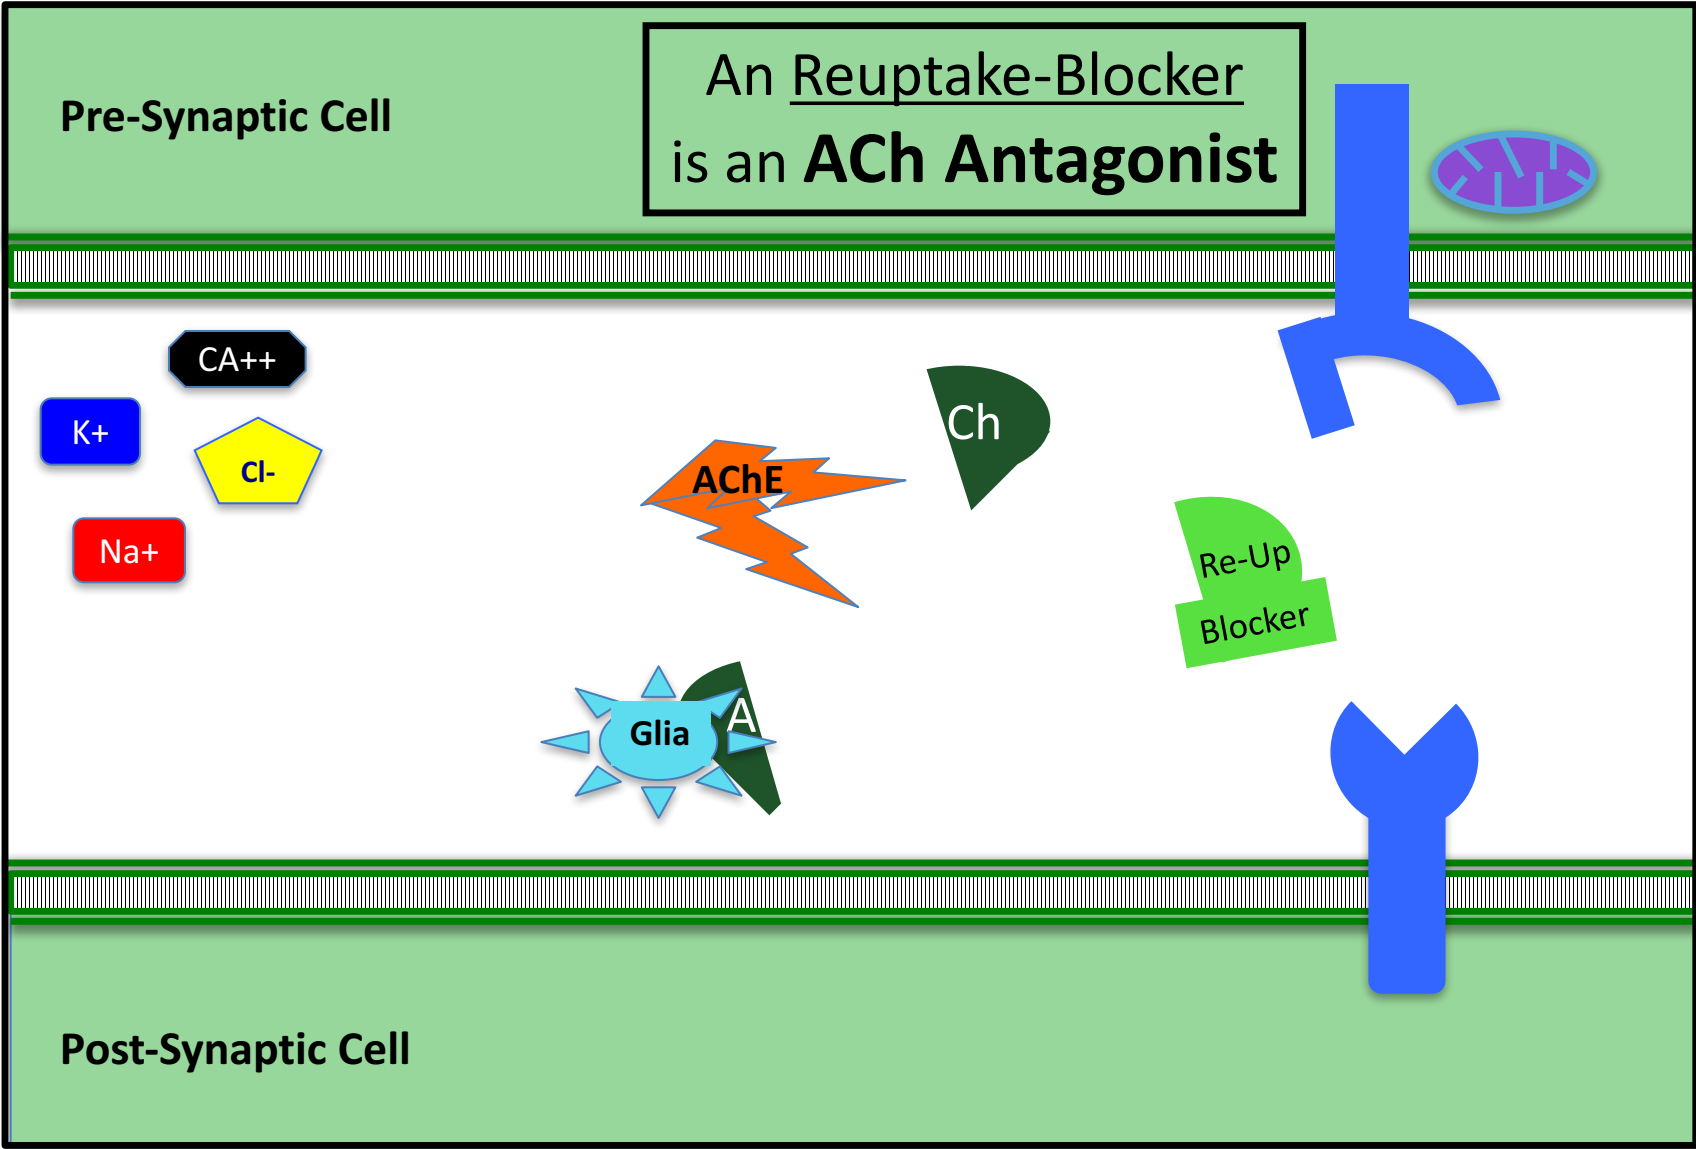 Pre-Synaptic Cell
An Reuptake-Blocker
is an ACh Antagonist
CA++
K+
Cl-
Na+
AChE
Ch
Re-Up
Blocker
Glia
A
Post-Synaptic Cell